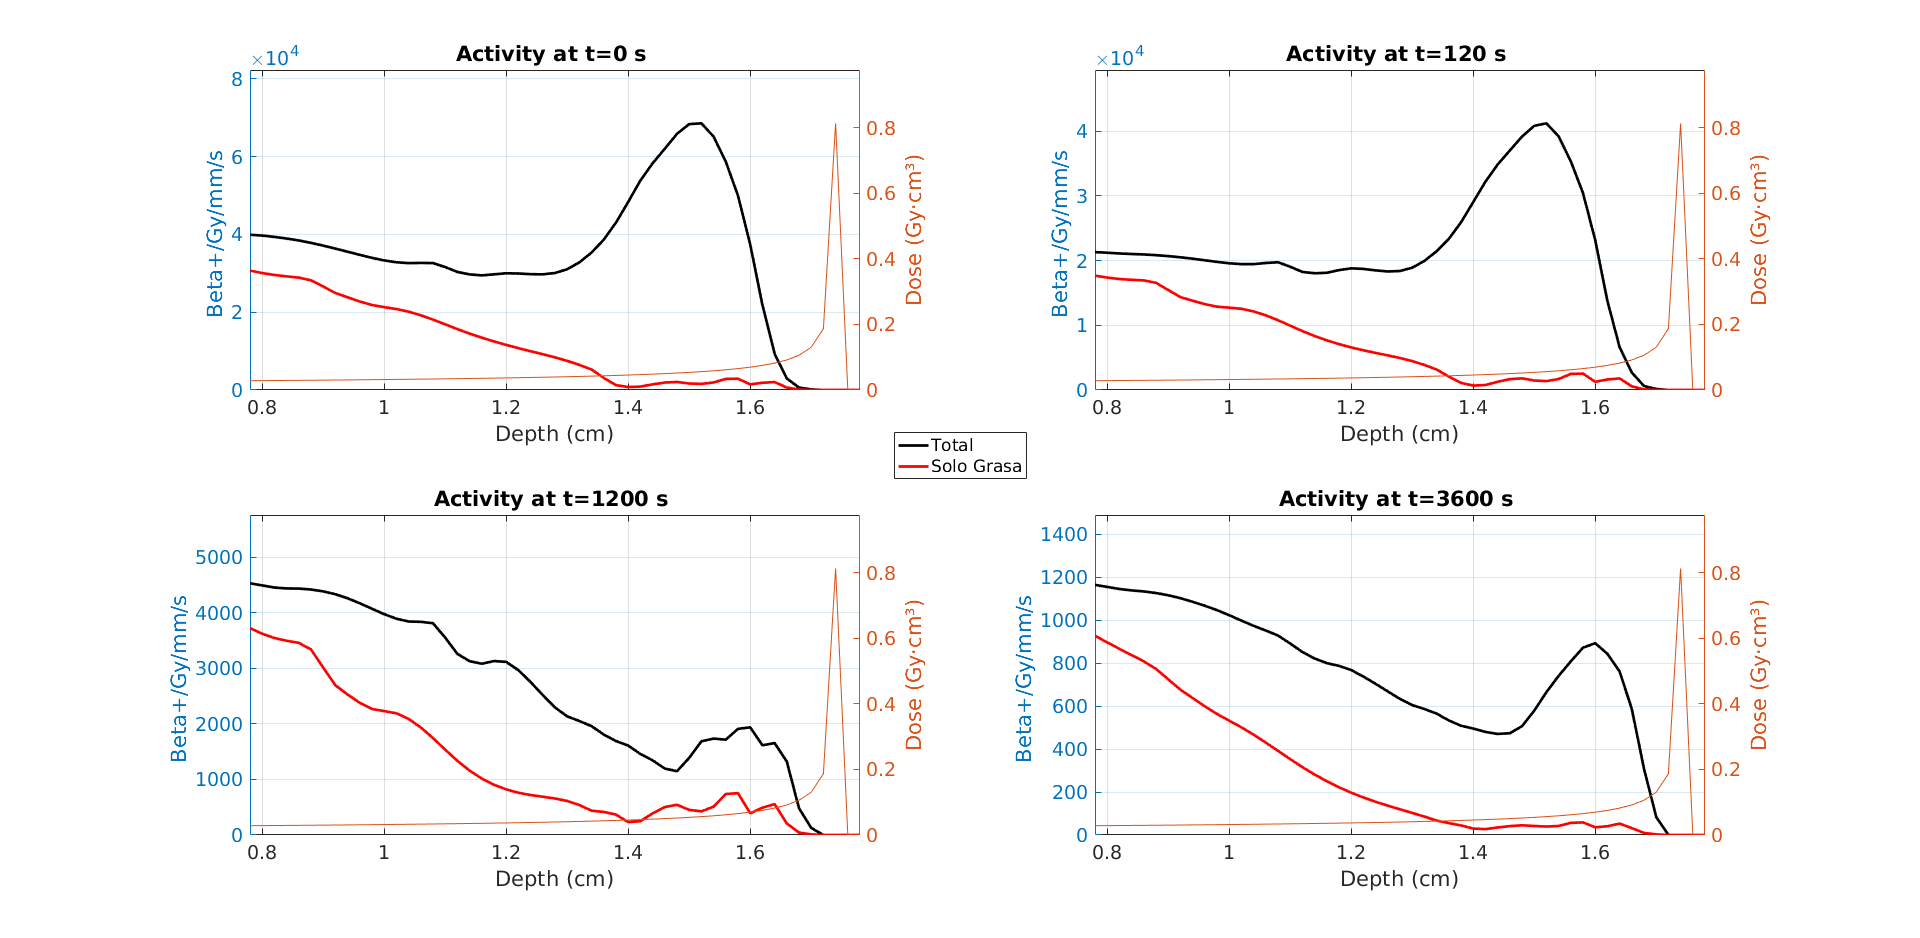 Activity at t=0 s
×10⁴
8
6
4
2
0
Beta+/Gy/mm/s
0.8
0.6
0.4
0.2
0
Dose (Gy·cm³)
0.8 1 1.2 1.4 1.6
Depth (cm)
Activity at t=120 s
×10⁴
4
3
2
1
0
Beta+/Gy/mm/s
0.8
0.6
0.4
0.2
0
Dose (Gy·cm³)
0.8 1 1.2 1.4 1.6
Depth (cm)
Total
Solo Grasa
Activity at t=1200 s
5000
4000
3000
2000
1000
0
Beta+/Gy/mm/s
0.8
0.6
0.4
0.2
0
Dose (Gy·cm³)
0.8 1 1.2 1.4 1.6
Depth (cm)
Activity at t=3600 s
1400
1200
1000
800
600
400
200
0
Beta+/Gy/mm/s
0.8
0.6
0.4
0.2
0
Dose (Gy·cm³)
0.8 1 1.2 1.4 1.6
Depth (cm)